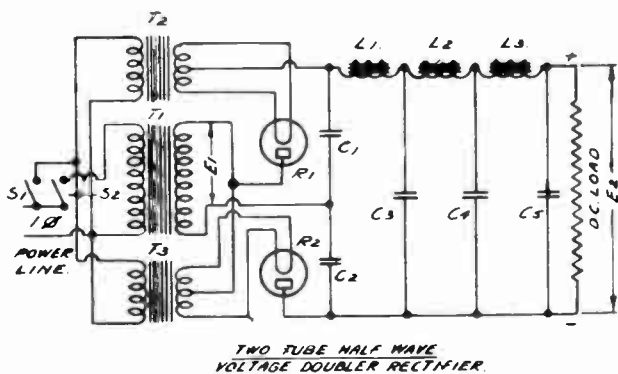 T2
L1.
L2
L3.
+
T1
E1
R1
C1
S1
S2
1Ø
POWER
LINE.
T3
R2
C2
C3
C4
C5
D.C. LOAD
E2
-
TWO TUBE HALF WAVE
VOLTAGE DOUBLER RECTIFIER.